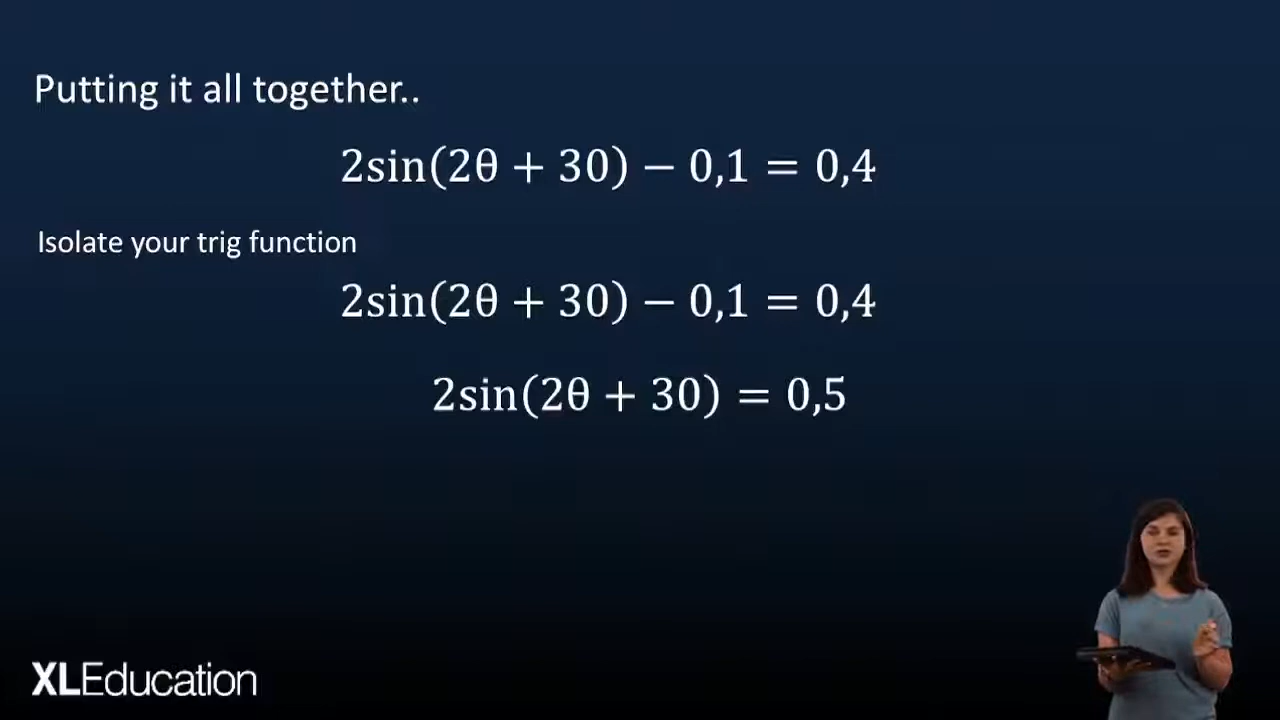 Putting it all together..
2sin(2θ + 30) − 0,1 = 0,4
Isolate your trig function
2sin(2θ + 30) − 0,1 = 0,4
2sin(2θ + 30) = 0,5
XLEducation